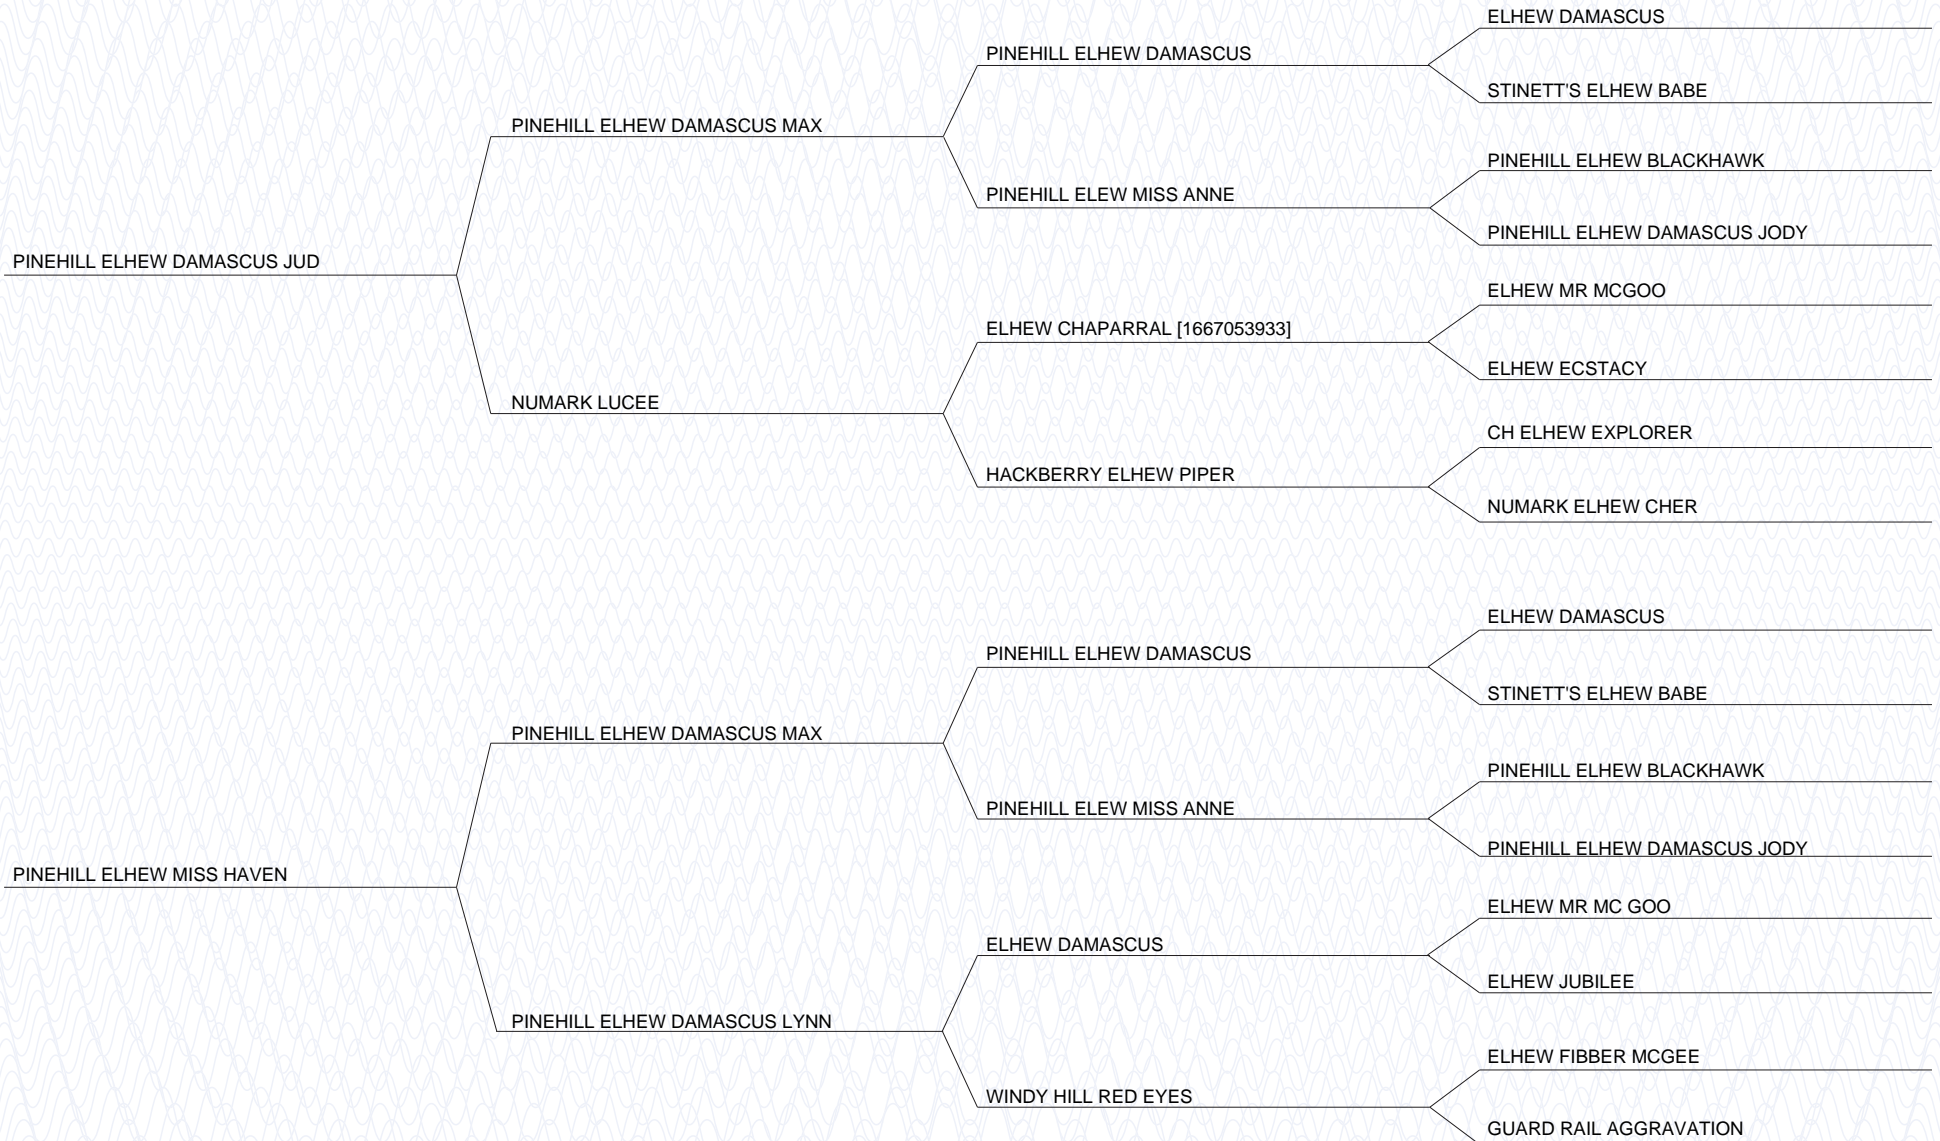 ELHEW DAMASCUS
PINEHILL ELHEW DAMASCUS
STINETT'S ELHEW BABE
PINEHILL ELHEW DAMASCUS MAX
PINEHILL ELHEW BLACKHAWK
PINEHILL ELEW MISS ANNE
PINEHILL ELHEW DAMASCUS JODY
PINEHILL ELHEW DAMASCUS JUD
ELHEW MR MCGOO
ELHEW CHAPARRAL [1667053933]
ELHEW ECSTACY
NUMARK LUCEE
CH ELHEW EXPLORER
HACKBERRY ELHEW PIPER
NUMARK ELHEW CHER
ELHEW DAMASCUS
PINEHILL ELHEW DAMASCUS
STINETT'S ELHEW BABE
PINEHILL ELHEW DAMASCUS MAX
PINEHILL ELHEW BLACKHAWK
PINEHILL ELEW MISS ANNE
PINEHILL ELHEW DAMASCUS JODY
PINEHILL ELHEW MISS HAVEN
ELHEW MR MC GOO
ELHEW DAMASCUS
ELHEW JUBILEE
PINEHILL ELHEW DAMASCUS LYNN
ELHEW FIBBER MCGEE
WINDY HILL RED EYES
GUARD RAIL AGGRAVATION